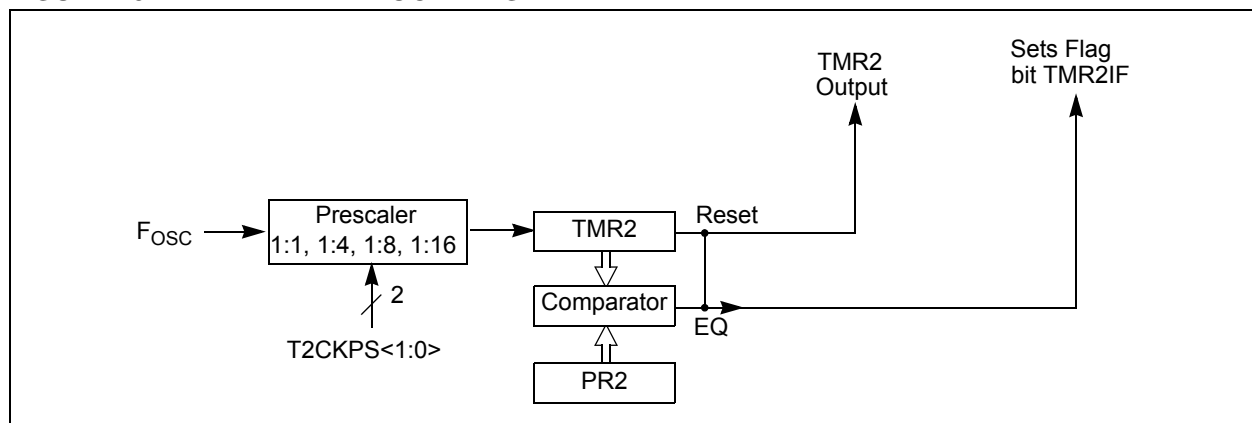 TMR2
Output
Sets Flag
bit TMR2IF
FOSC
Prescaler
1:1, 1:4, 1:8, 1:16
TMR2
Reset
2
Comparator
EQ
T2CKPS<1:0>
PR2